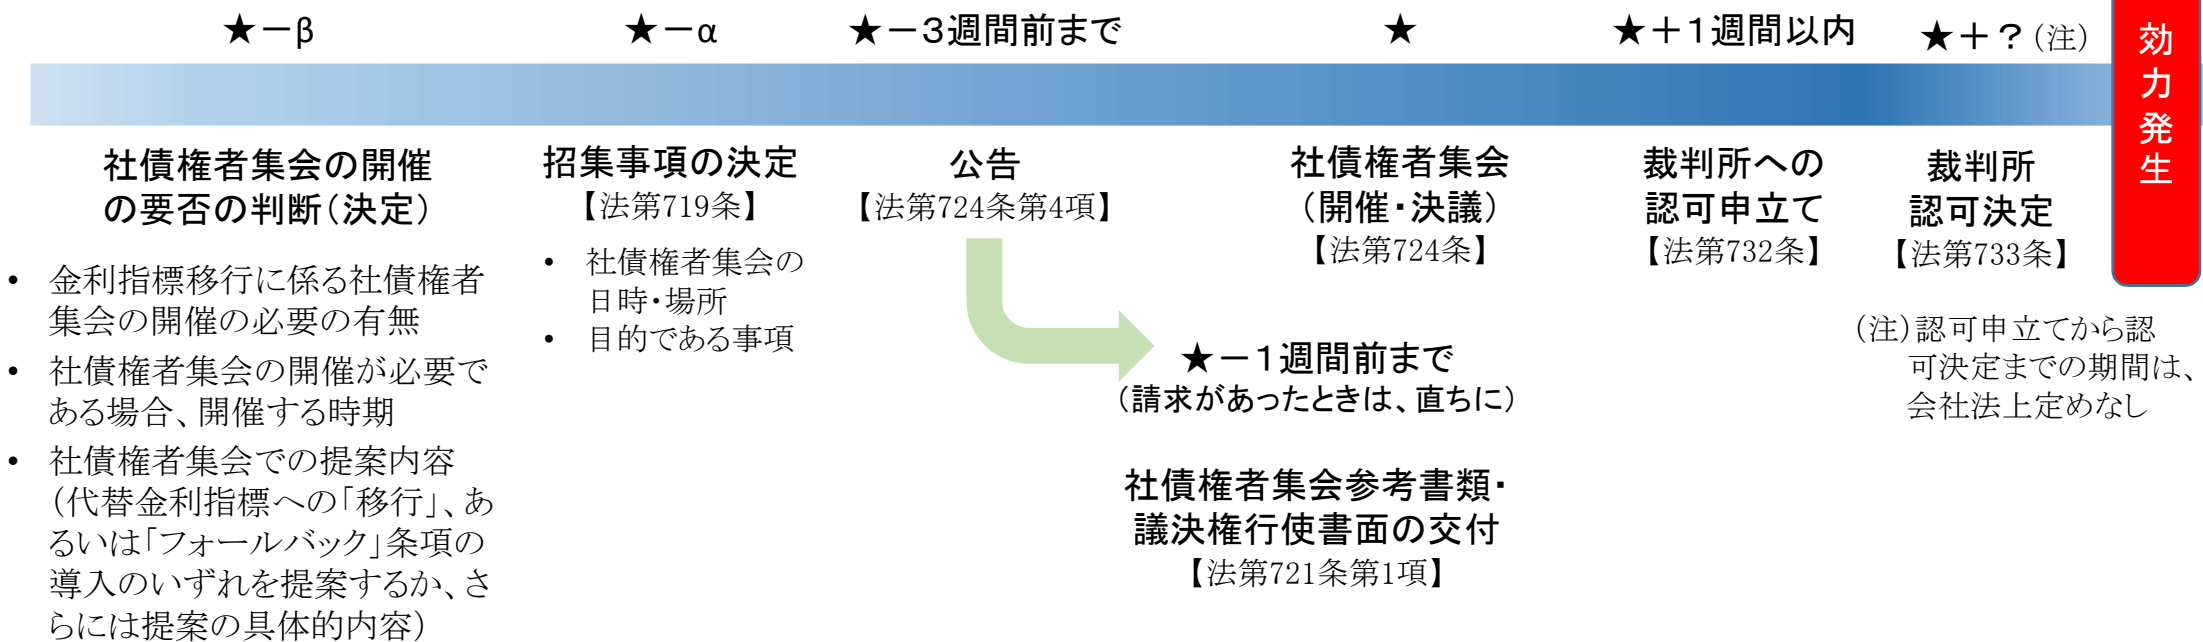 ★－β
社債権者集会の開催
の要否の判断（決定）
• 金利指標移行に係る社債権者
集会の開催の必要の有無
• 社債権者集会の開催が必要で
ある場合、開催する時期
• 社債権者集会での提案内容
（代替金利指標への「移行」、あ
るいは「フォールバック」条項の
導入のいずれを提案するか、さ
らには提案の具体的内容）
★－α
招集事項の決定
【法第719条】
• 社債権者集会の
日時・場所
• 目的である事項
★－３週間前まで
公告
【法第724条第4項】
★
社債権者集会
（開催・決議）
【法第724条】
★－１週間前まで
（請求があったときは、直ちに）
社債権者集会参考書類・
議決権行使書面の交付
【法第721条第1項】
★＋１週間以内
裁判所への
認可申立て
【法第732条】
★＋？（注）
裁判所
認可決定
【法第733条】
（注）認可申立てから認
可決定までの期間は、
会社法上定めなし
効力発生